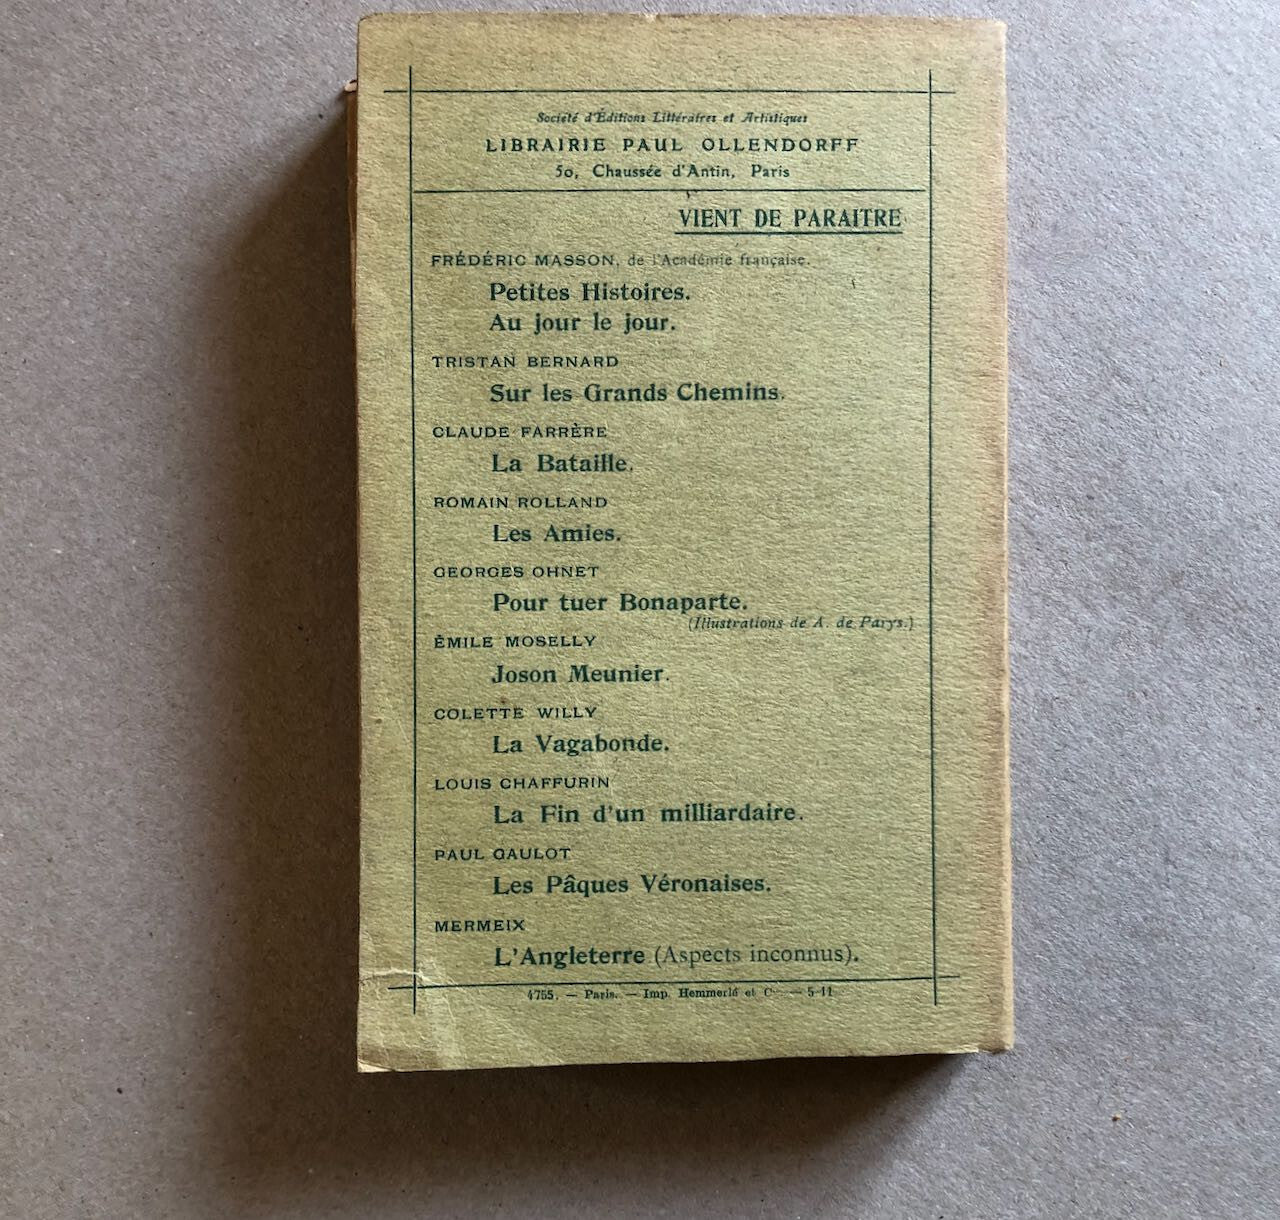 Société d'Éditions Littéraires et Artistiques
LIBRAIRIE PAUL OLLENDORFF
50, Chaussée d'Antin, Paris
VIENT DE PARAITRE
FRÉDÉRIC MASSON, de l'Académie française.
Petites Histoires.
Au jour le jour.
TRISTAN BERNARD
Sur les Grands Chemins.
CLAUDE FARRÈRE
La Bataille.
ROMAIN ROLLAND
Les Amies.
GEORGES OHNET
Pour tuer Bonaparte.
(Illustrations de A. de Parys.)
ÉMILE MOSELLY
Joson Meunier.
COLETTE WILLY
La Vagabonde.
LOUIS CHAFFURIN
La Fin d'un milliardaire.
PAUL GAULOT
Les Pâques Véronaises.
MERMEIX
L'Angleterre (Aspects inconnus).
4755. — Paris. — Imp. Hemmerlé et Cie. — 5-11